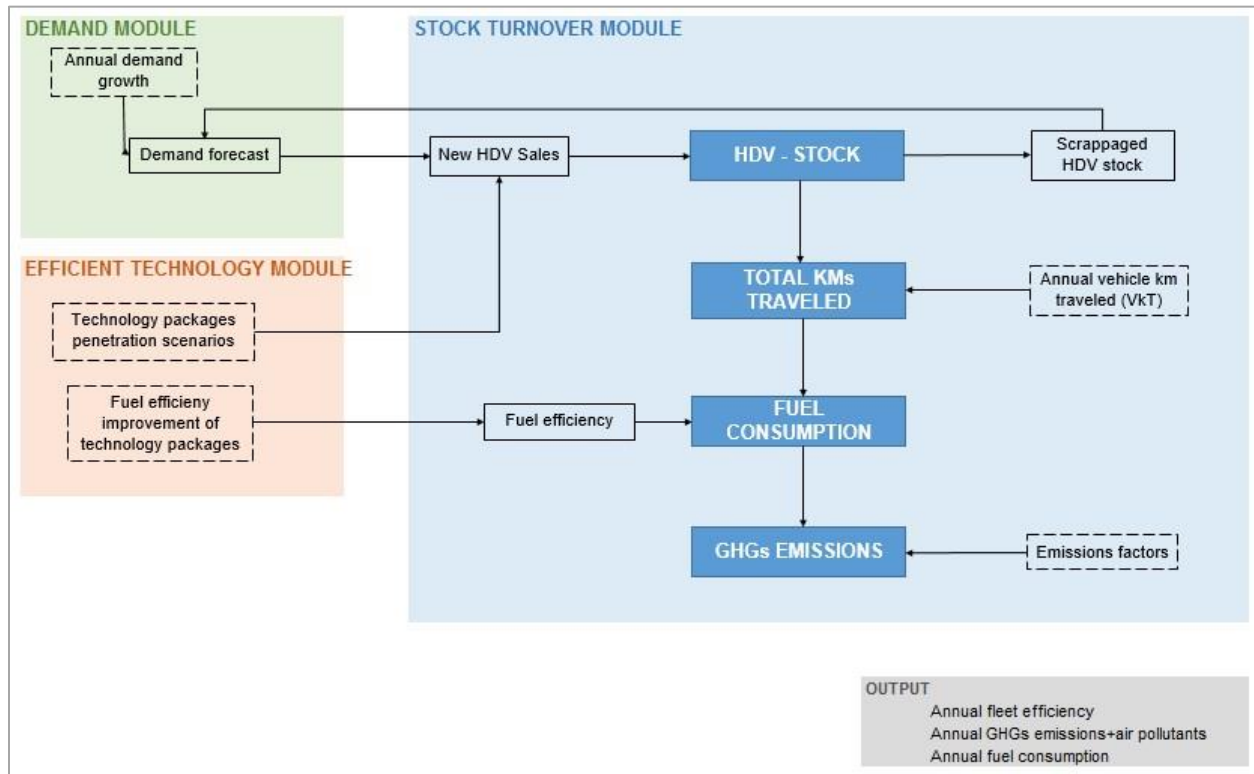 DEMAND MODULE
Annual demand
growth
Demand forecast
STOCK TURNOVER MODULE
New HDV Sales
HDV - STOCK
Scrappaged
HDV stock
EFFICIENT TECHNOLOGY MODULE
Technology packages
penetration scenarios
TOTAL KMs
TRAVELED
Annual vehicle km
traveled (VkT)
Fuel efficieny
improvement of
technology packages
Fuel efficiency
FUEL
CONSUMPTION
GHGs EMISSIONS
Emissions factors
OUTPUT
Annual fleet efficiency
Annual GHGs emissions+air pollutants
Annual fuel consumption